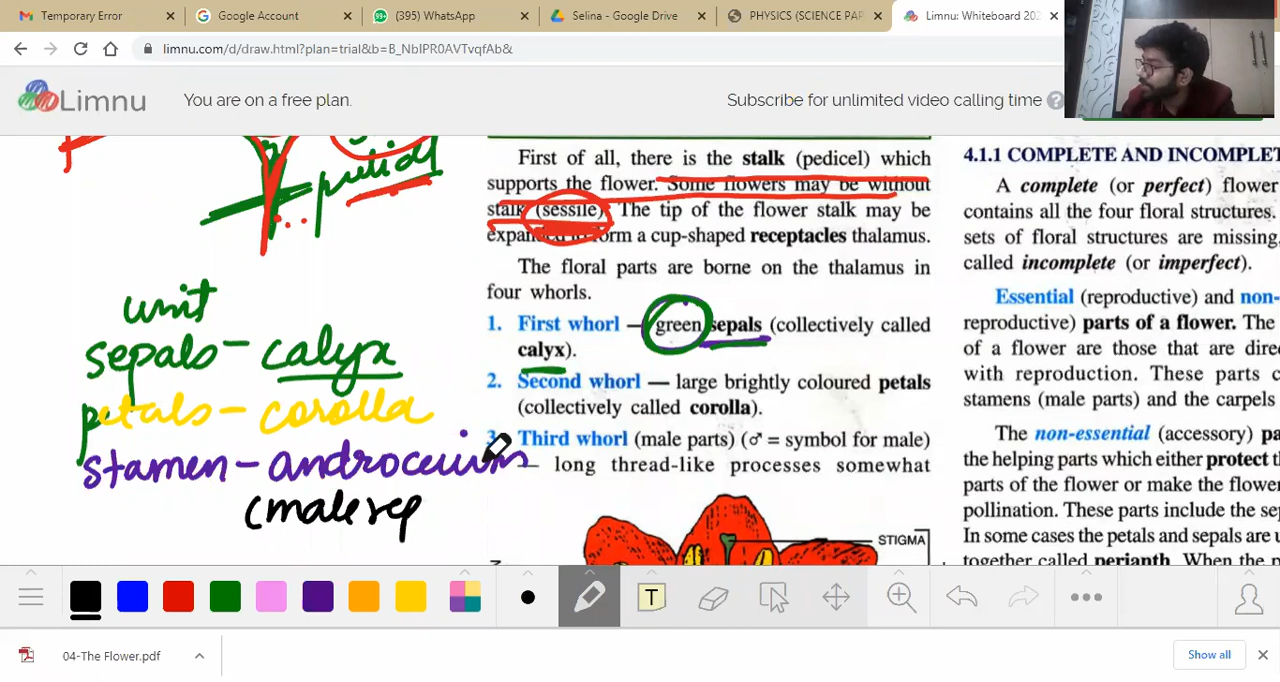 Temporary Error
Google Account
99+
(395) WhatsApp
Selina - Google Drive
PHYSICS (SCIENCE PAP
Limnu: Whiteboard 202
limnu.com/d/draw.html?plan=trial&b=B_NbIPR0AVTvqfAb&
Limnu
You are on a free plan.
Subscribe for unlimited video calling time
unit
sepals - calyx
petals - corolla
stamen - androceium
(male rep
First of all, there is the stalk (pedicel) which
supports the flower. Some flowers may be without
stalk (sessile). The tip of the flower stalk may be
expanded to form a cup-shaped receptacles thalamus.
The floral parts are borne on the thalamus in
four whorls.
1. First whorl — green sepals (collectively called
calyx).
2. Second whorl — large brightly coloured petals
(collectively called corolla).
3. Third whorl (male parts) (♂ = symbol for male)
— long thread-like processes somewhat
STIGMA
4.1.1 COMPLETE AND INCOMPLET
A complete (or perfect) flower
contains all the four floral structures.
sets of floral structures are missing,
called incomplete (or imperfect).
Essential (reproductive) and non-
reproductive) parts of a flower. The
of a flower are those that are direc
with reproduction. These parts c
stamens (male parts) and the carpels
The non-essential (accessory) pa
the helping parts which either protect th
parts of the flower or make the flower
pollination. These parts include the sep
In some cases the petals and sepals are u
together called perianth. When the p
T
04-The Flower.pdf
Show all